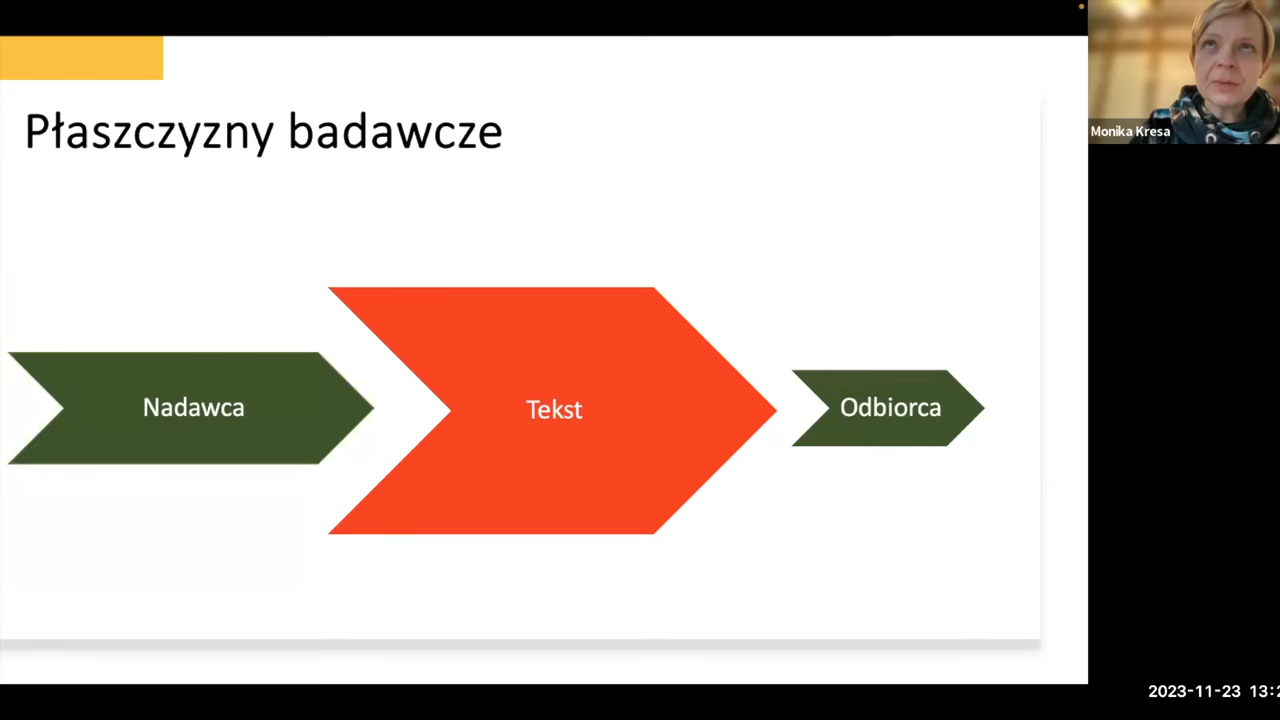 Płaszczyzny badawcze
Nadawca
Tekst
Odbiorca
Monika Kresa
2023-11-23 13:2